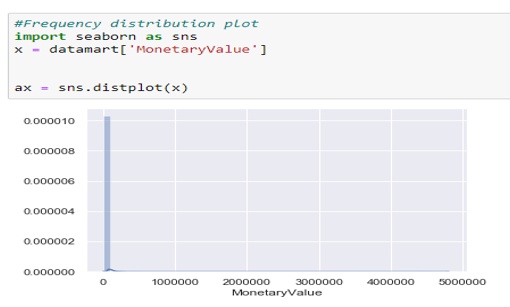 #Frequency distribution plot
import seaborn as sns
x = datamart['MonetaryValue']
ax = sns.distplot(x)
0.000010
0.000008
0.000006
0.000004
0.000002
0.000000
0 1000000 2000000 3000000 4000000 5000000
MonetaryValue